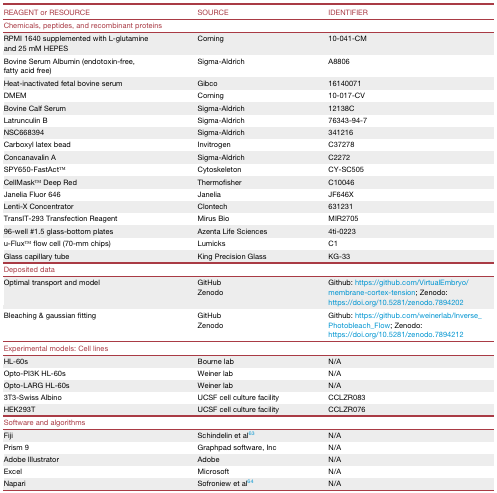 REAGENT or RESOURCE SOURCE IDENTIFIER
Chemicals, peptides, and recombinant proteins
RPMI 1640 supplemented with L-glutamine Corning 10-041-CM
and 25 mM HEPES
Bovine Serum Albumin (endotoxin-free, Sigma-Aldrich A8806
fatty acid free)
Heat-inactivated fetal bovine serum Gibco 16140071
DMEM Corning 10-017-CV
Bovine Calf Serum Sigma-Aldrich 12138C
Latrunculin B Sigma-Aldrich 76343-94-7
NSC668394 Sigma-Aldrich 341216
Carboxyl latex bead Invitrogen C37278
Concanavalin A Sigma-Aldrich C2272
SPY650-FastAct™ Cytoskeleton CY-SC505
CellMask™ Deep Red Thermofisher C10046
Janelia Fluor 646 Janelia JF646X
Lenti-X Concentrator Clontech 631231
TransIT-293 Transfection Reagent Mirus Bio MIR2705
96-well #1.5 glass-bottom plates Azenta Life Sciences 4ti-0223
u-Flux™ flow cell (70-mm chips) Lumicks C1
Glass capillary tube King Precision Glass KG-33
Deposited data
Optimal transport and model GitHub Github: https://github.com/VirtualEmbryo/
Zenodo membrane-cortex-tension; Zenodo:
https://doi.org/10.5281/zenodo.7894202
Bleaching & gaussian fitting GitHub Github: https://github.com/weinerlab/Inverse_
Zenodo Photobleach_Flow; Zenodo:
https://doi.org/10.5281/zenodo.7894212
Experimental models: Cell lines
HL-60s Bourne lab N/A
Opto-PI3K HL-60s Weiner lab N/A
Opto-LARG HL-60s Weiner lab N/A
3T3-Swiss Albino UCSF cell culture facility CCLZR083
HEK293T UCSF cell culture facility CCLZR076
Software and algorithms
Fiji Schindelin et al⁶³ N/A
Prism 9 Graphpad software, Inc N/A
Adobe Illustrator Adobe N/A
Excel Microsoft N/A
Napari Sofroniew et al⁶⁴ N/A